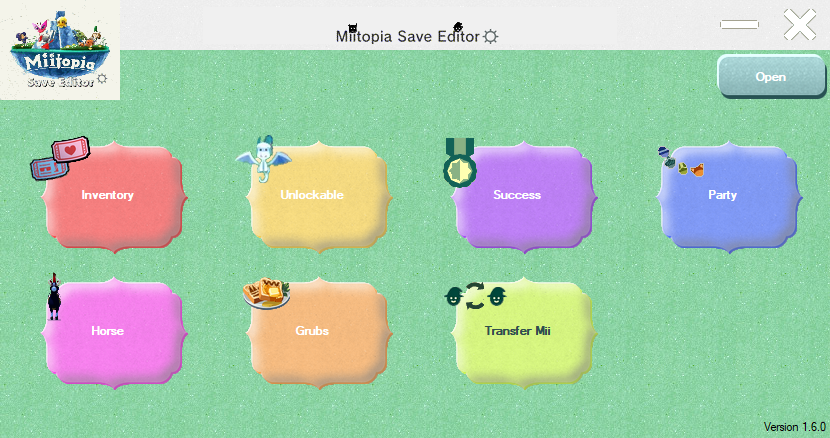 Miitopia Save Editor
Miitopia
Save Editor
Open
Inventory
Unlockable
Success
Party
Horse
Grubs
Transfer Mii
Version 1.6.0